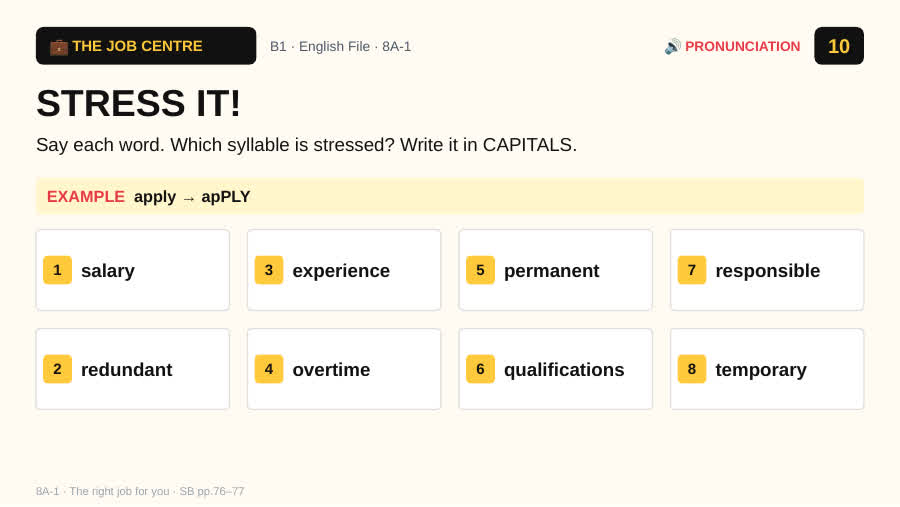 💼 THE JOB CENTRE
B1 · English File · 8A-1
🔊 PRONUNCIATION
10
STRESS IT!
Say each word. Which syllable is stressed? Write it in CAPITALS.
EXAMPLE apply → apPLY
1 salary
3 experience
5 permanent
7 responsible
2 redundant
4 overtime
6 qualifications
8 temporary
8A-1 · The right job for you · SB pp.76–77